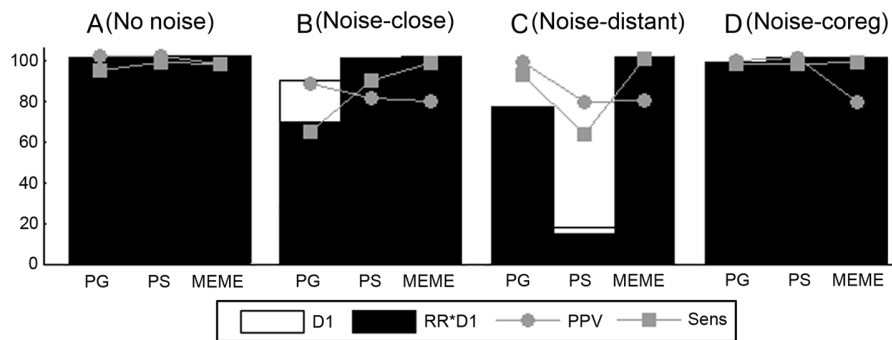 A (No noise) B (Noise-close) C (Noise-distant) D (Noise-coreg)
100
80
60
40
20
0
PG PS MEME PG PS MEME PG PS MEME PG PS MEME
D1 RR*D1 PPV Sens